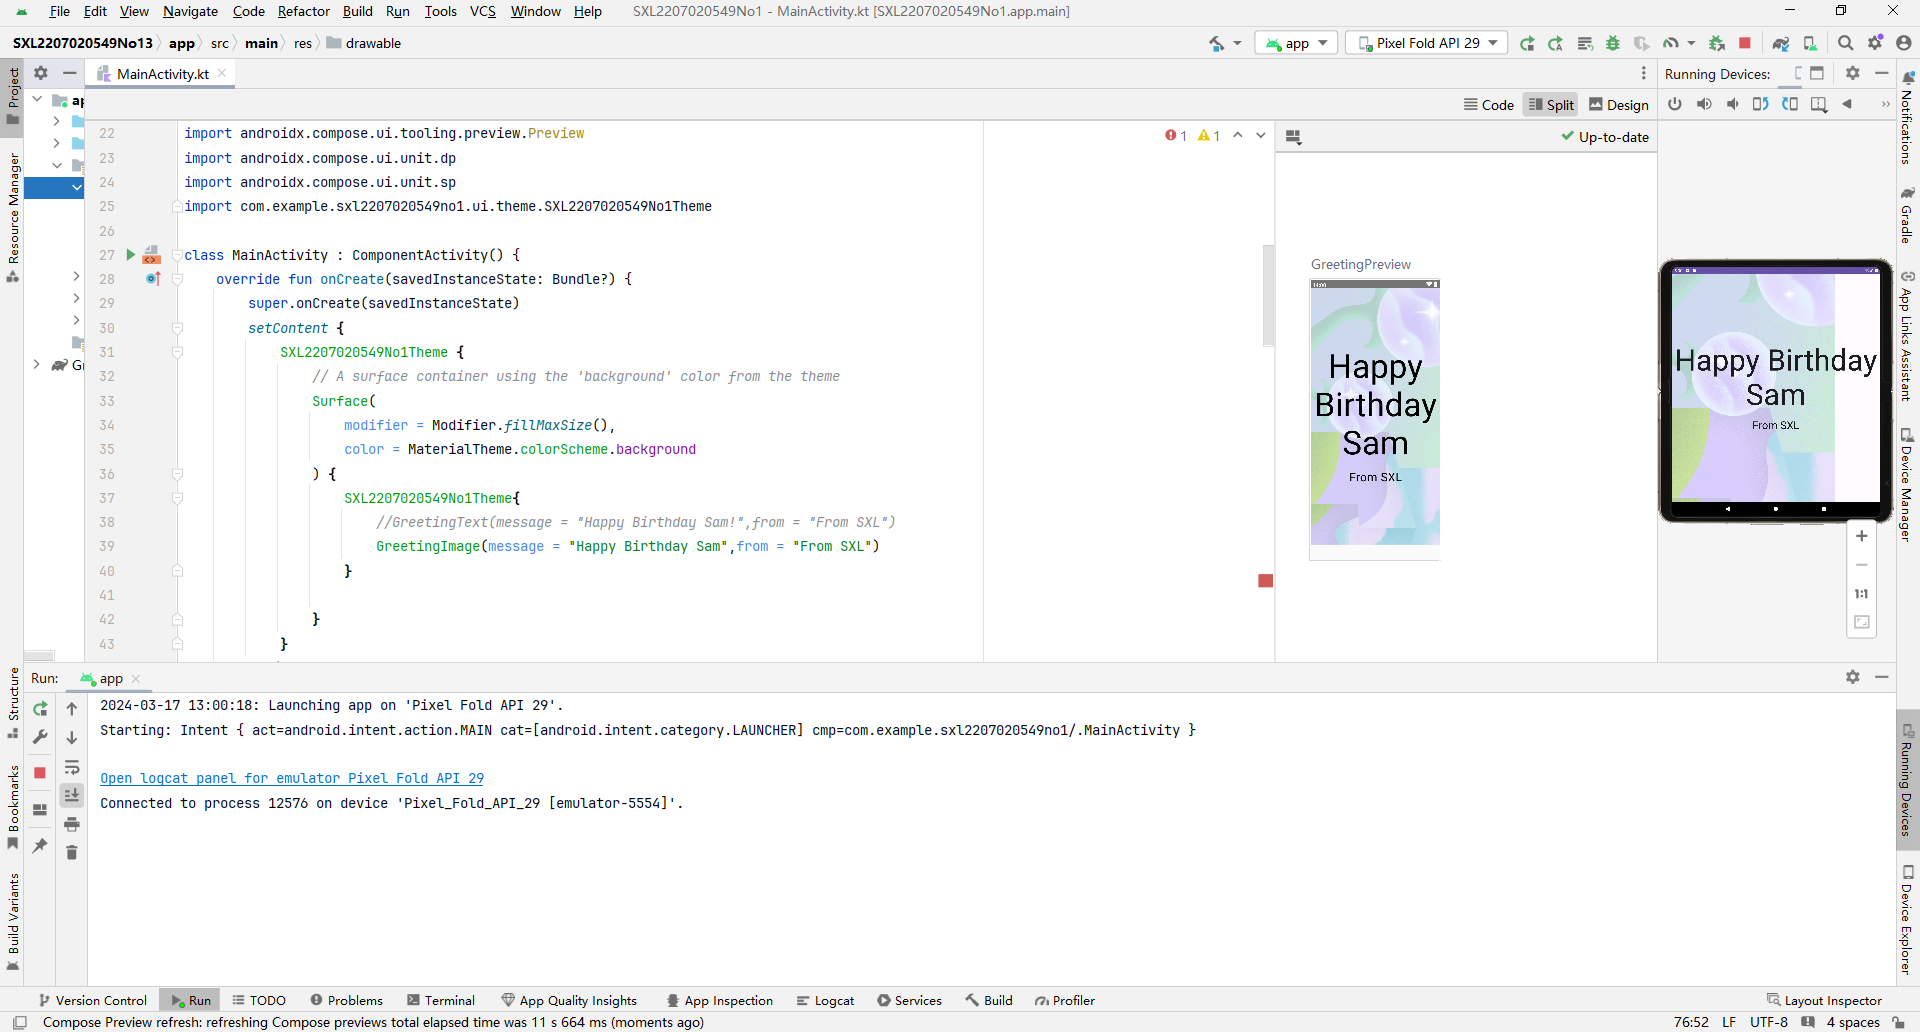 File Edit View Navigate Code Refactor Build Run Tools VCS Window Help SXL2207020549No1 - MainActivity.kt [SXL2207020549No1.app.main]
SXL2207020549No13 app src main res drawable app Pixel Fold API 29
Project
Resource Manager
Structure
Bookmarks
Build Variants
ap
Gr
MainActivity.kt
Code Split Design
22 import androidx.compose.ui.tooling.preview.Preview
23 import androidx.compose.ui.unit.dp
24 import androidx.compose.ui.unit.sp
25 import com.example.sxl2207020549no1.ui.theme.SXL2207020549No1Theme
26
27 class MainActivity : ComponentActivity() {
28 override fun onCreate(savedInstanceState: Bundle?) {
29 super.onCreate(savedInstanceState)
30 setContent {
31 SXL2207020549No1Theme {
32 // A surface container using the 'background' color from the theme
33 Surface(
34 modifier = Modifier.fillMaxSize(),
35 color = MaterialTheme.colorScheme.background
36 ) {
37 SXL2207020549No1Theme{
38 //GreetingText(message = "Happy Birthday Sam!",from = "From SXL")
39 GreetingImage(message = "Happy Birthday Sam",from = "From SXL")
40 }
41
42 }
43 }
1 1
Up-to-date
GreetingPreview
Happy
Birthday
Sam
From SXL
Running Devices:
Happy Birthday
Sam
From SXL
1:1
Notifications
Gradle
App Links Assistant
Device Manager
Running Devices
Device Explorer
Run: app
2024-03-17 13:00:18: Launching app on 'Pixel Fold API 29'.
Starting: Intent { act=android.intent.action.MAIN cat=[android.intent.category.LAUNCHER] cmp=com.example.sxl2207020549no1/.MainActivity }
Open logcat panel for emulator Pixel Fold API 29
Connected to process 12576 on device 'Pixel_Fold_API_29 [emulator-5554]'.
Version Control Run TODO Problems Terminal App Quality Insights App Inspection Logcat Services Build Profiler Layout Inspector
Compose Preview refresh: refreshing Compose previews total elapsed time was 11 s 664 ms (moments ago) 76:52 LF UTF-8 4 spaces